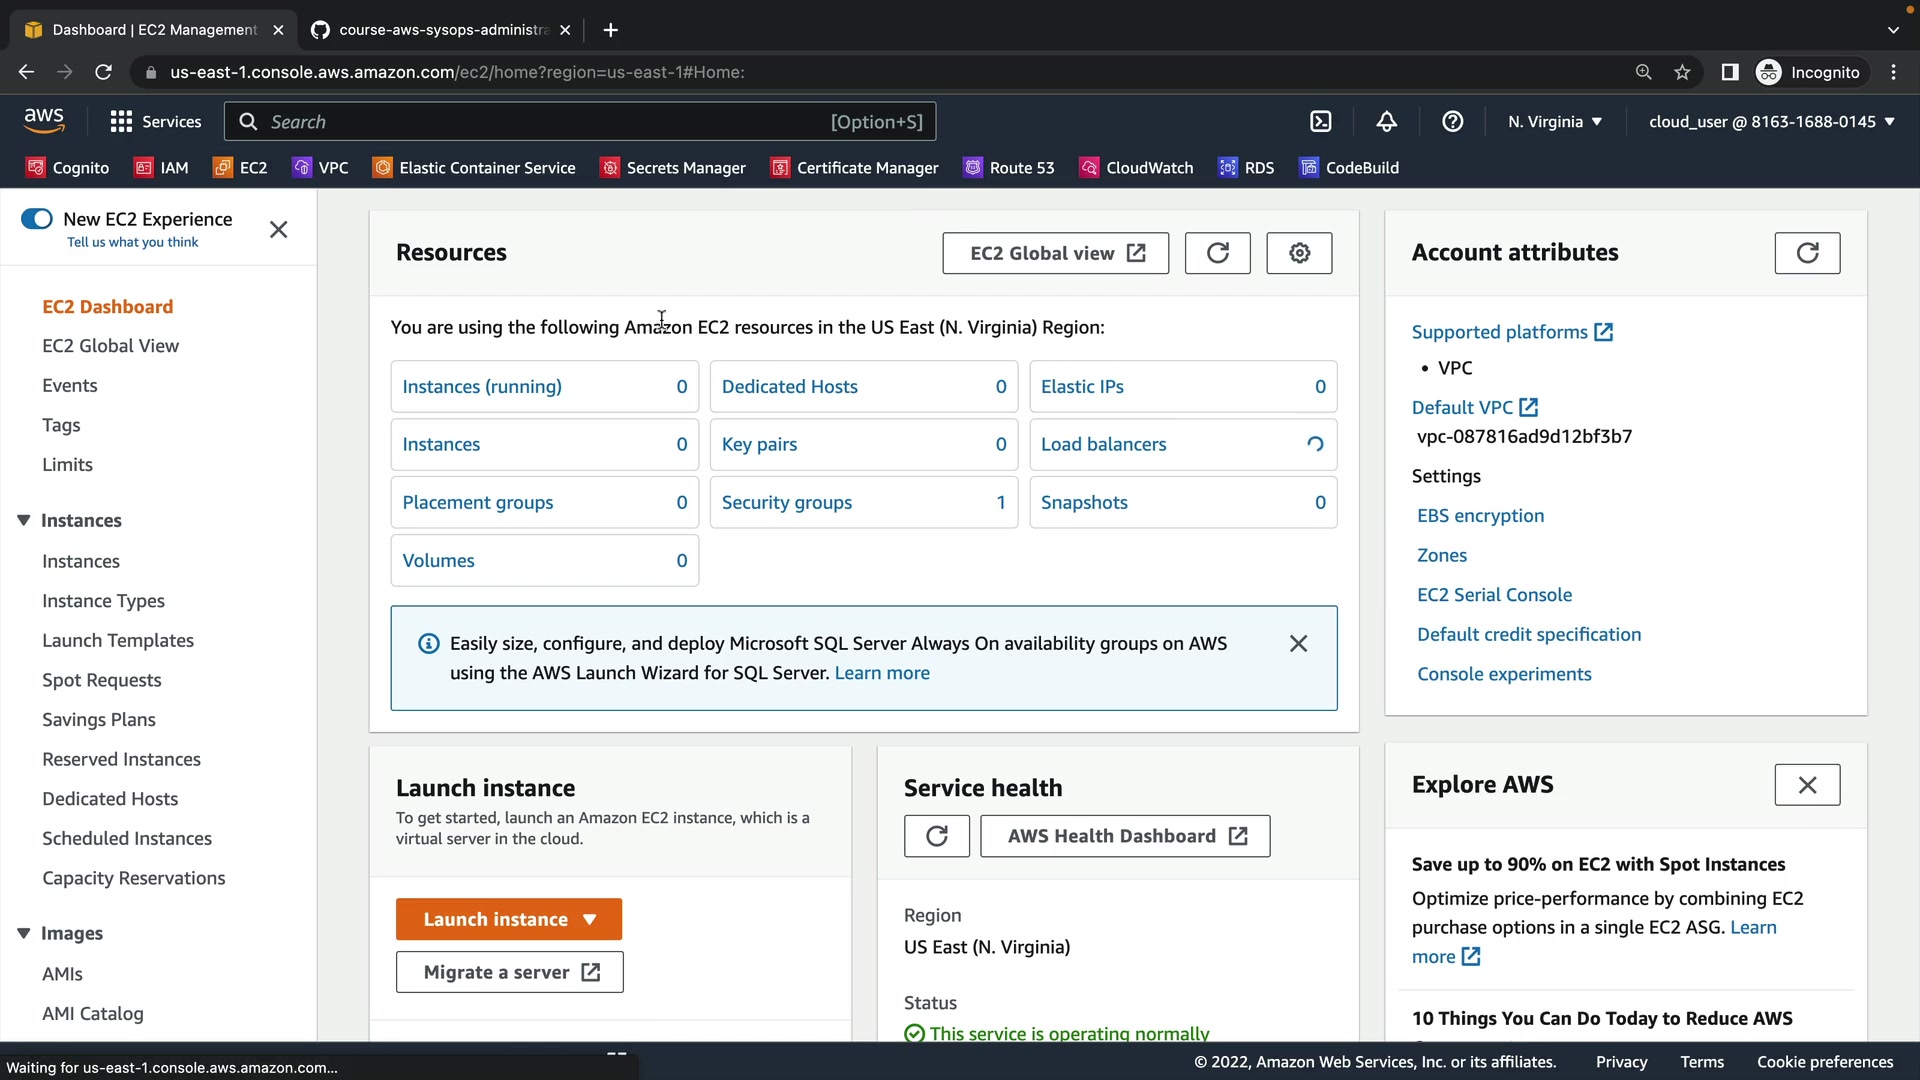 Dashboard | EC2 Management
course-aws-sysops-administra
us-east-1.console.aws.amazon.com/ec2/home?region=us-east-1#Home:
Incognito
aws
Services
Search
[Option+S]
N. Virginia
cloud_user @ 8163-1688-0145
Cognito
IAM
EC2
VPC
Elastic Container Service
Secrets Manager
Certificate Manager
Route 53
CloudWatch
RDS
CodeBuild
New EC2 Experience
Tell us what you think
EC2 Dashboard
EC2 Global View
Events
Tags
Limits
Instances
Instances
Instance Types
Launch Templates
Spot Requests
Savings Plans
Reserved Instances
Dedicated Hosts
Scheduled Instances
Capacity Reservations
Images
AMIs
AMI Catalog
Resources
EC2 Global view
You are using the following Amazon EC2 resources in the US East (N. Virginia) Region:
Instances (running) 0
Dedicated Hosts 0
Elastic IPs 0
Instances 0
Key pairs 0
Load balancers
Placement groups 0
Security groups 1
Snapshots 0
Volumes 0
Easily size, configure, and deploy Microsoft SQL Server Always On availability groups on AWS
using the AWS Launch Wizard for SQL Server. Learn more
Launch instance
To get started, launch an Amazon EC2 instance, which is a
virtual server in the cloud.
Launch instance
Migrate a server
Service health
AWS Health Dashboard
Region
US East (N. Virginia)
Status
This service is operating normally
Account attributes
Supported platforms
• VPC
Default VPC
vpc-087816ad9d12bf3b7
Settings
EBS encryption
Zones
EC2 Serial Console
Default credit specification
Console experiments
Explore AWS
Save up to 90% on EC2 with Spot Instances
Optimize price-performance by combining EC2
purchase options in a single EC2 ASG. Learn
more
10 Things You Can Do Today to Reduce AWS
Waiting for us-east-1.console.aws.amazon.com...
© 2022, Amazon Web Services, Inc. or its affiliates.
Privacy
Terms
Cookie preferences